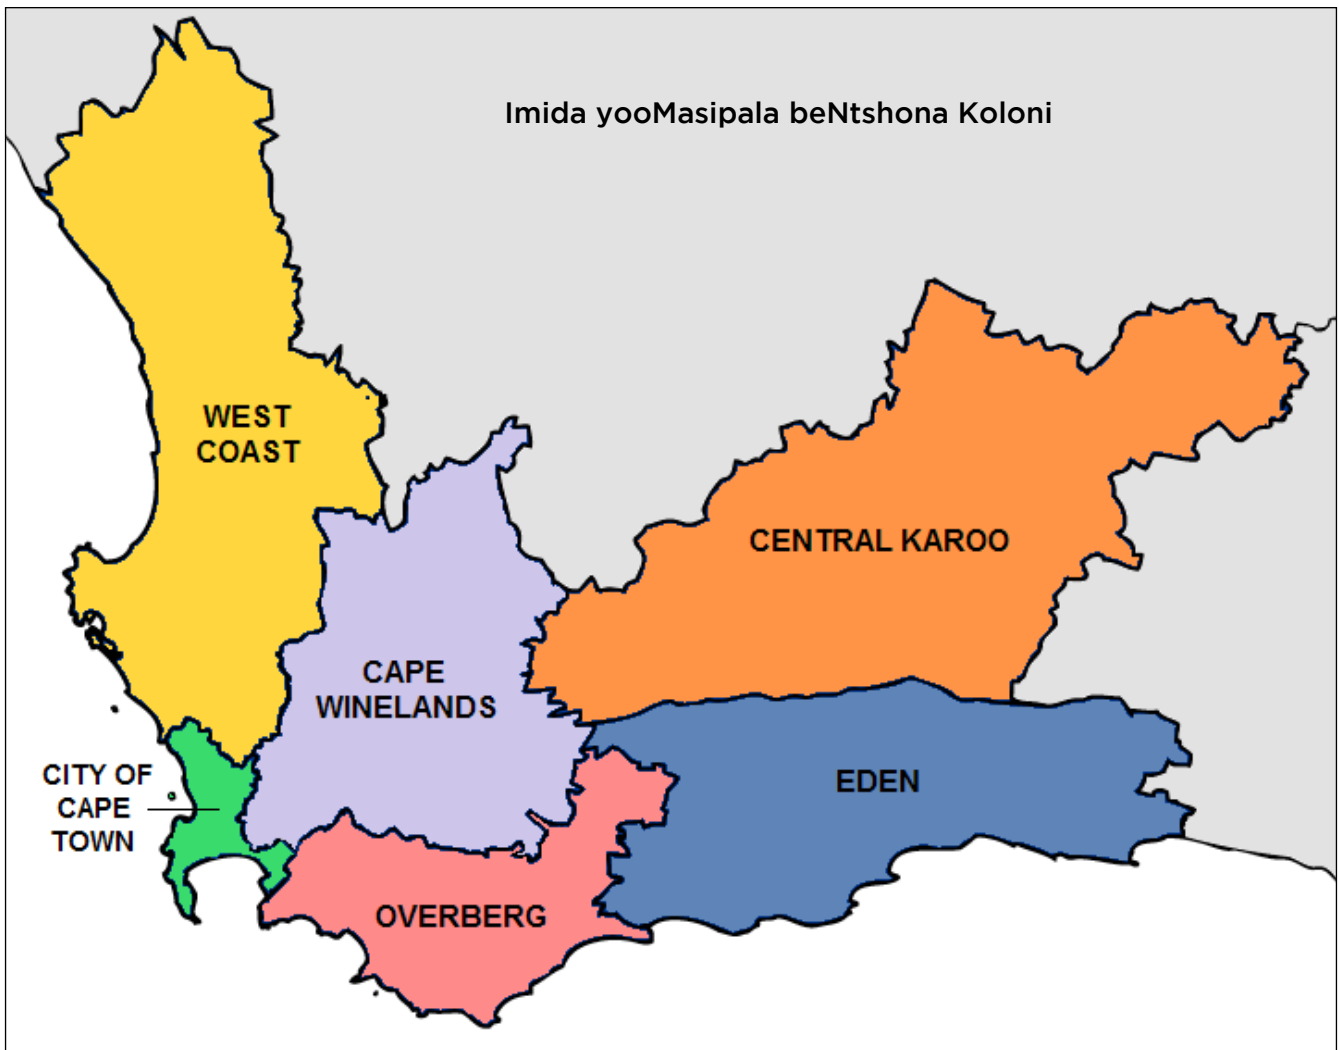 Imida yooMasipala beNtshona Koloni
WEST
COAST
CENTRAL KAROO
CAPE
WINELANDS
CITY OF
CAPE
TOWN
EDEN
OVERBERG